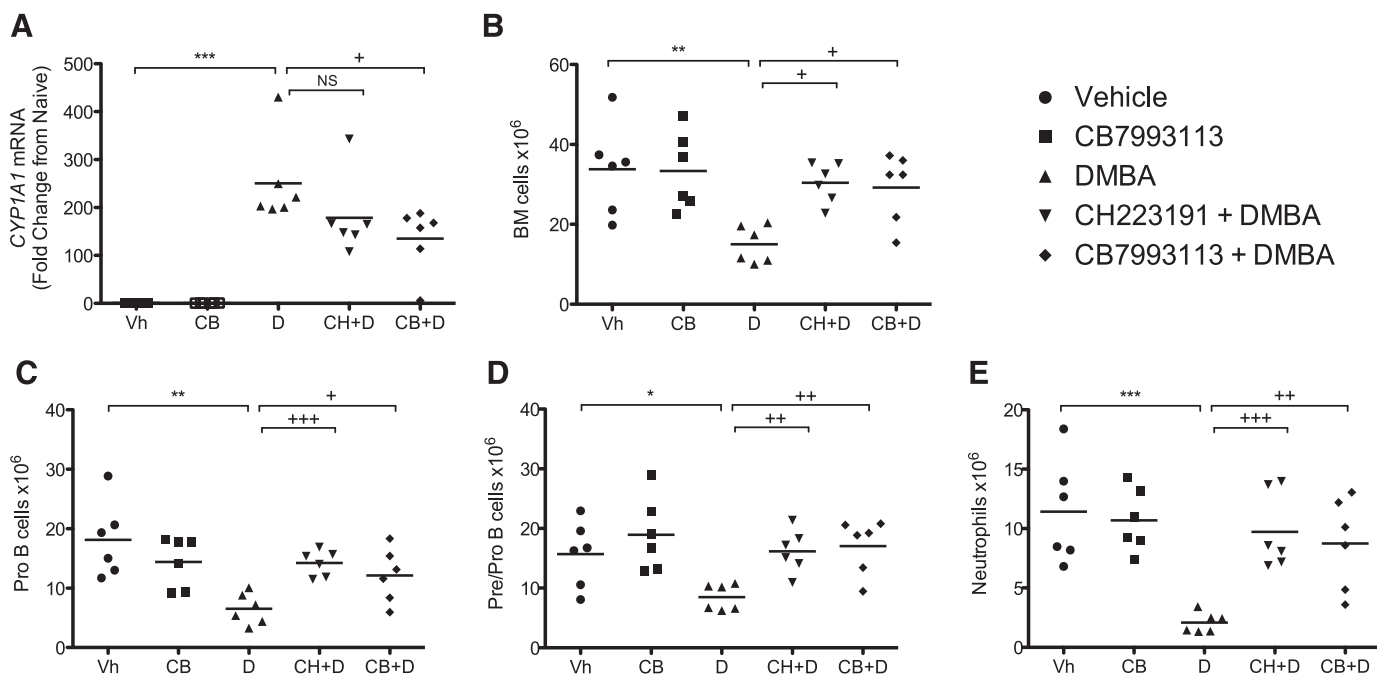 A
CYP1A1 mRNA
(Fold Change from Naive)
500
400
300
200
100
0
***
+
NS
Vh CB D CH+D CB+D
B
BM cells x10⁶
60
40
20
0
**
+
+
Vh CB D CH+D CB+D
Vehicle
CB7993113
DMBA
CH223191 + DMBA
CB7993113 + DMBA
C
Pro B cells x10⁶
40
30
20
10
0
**
+
+++
Vh CB D CH+D CB+D
D
Pre/Pro B cells x10⁶
40
30
20
10
0
*
++
++
Vh CB D CH+D CB+D
E
Neutrophils x10⁶
20
15
10
5
0
***
++
+++
Vh CB D CH+D CB+D